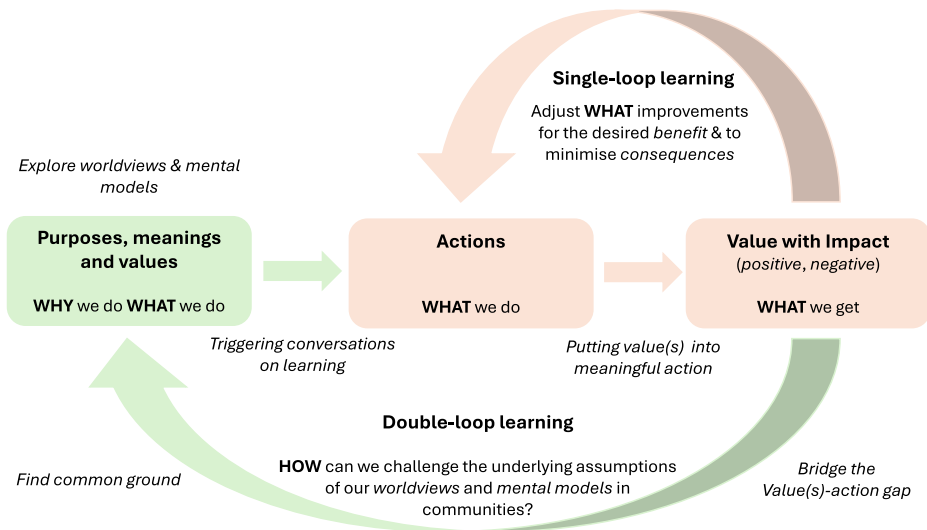 Single-loop learning
Adjust WHAT improvements
for the desired benefit & to
minimise consequences
Explore worldviews & mental
models
Purposes, meanings
and values
WHY we do WHAT we do
Actions
WHAT we do
Value with Impact
(positive, negative)
WHAT we get
Triggering conversations
on learning
Putting value(s) into
meaningful action
Double-loop learning
HOW can we challenge the underlying assumptions
of our worldviews and mental models in
communities?
Find common ground
Bridge the
Value(s)-action gap